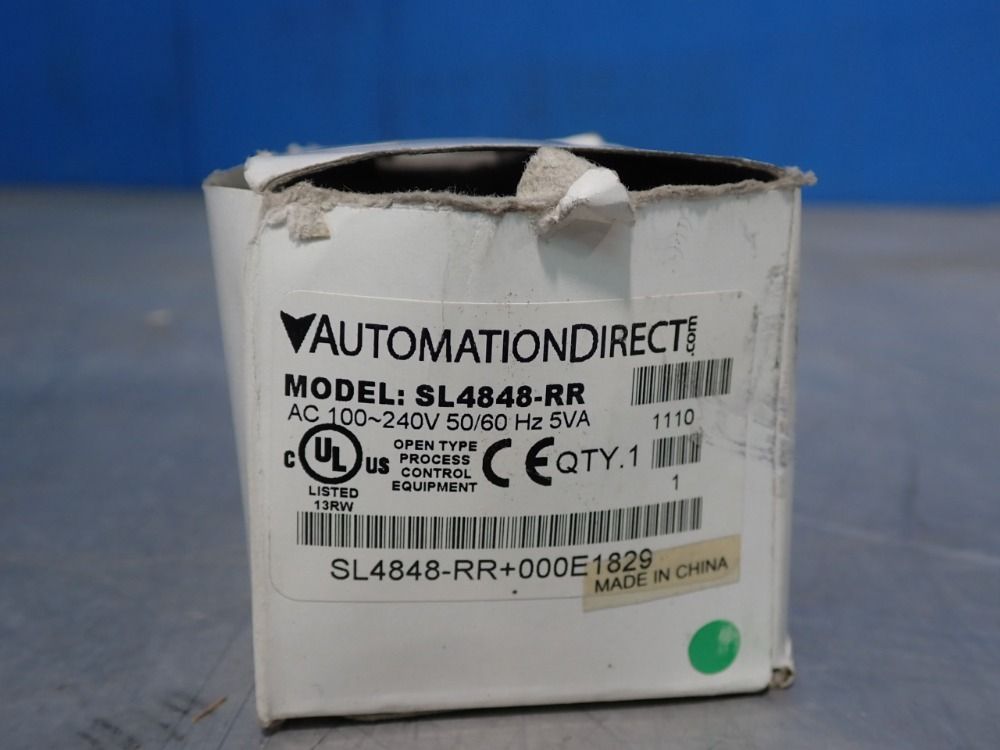 AUTOMATIONDIRECT.com
MODEL: SL4848-RR
AC 100~240V 50/60 Hz 5VA
1110
C UL US
LISTED
13RW
OPEN TYPE
PROCESS
CONTROL
EQUIPMENT
CE
QTY.1
1
SL4848-RR+000E1829
MADE IN CHINA